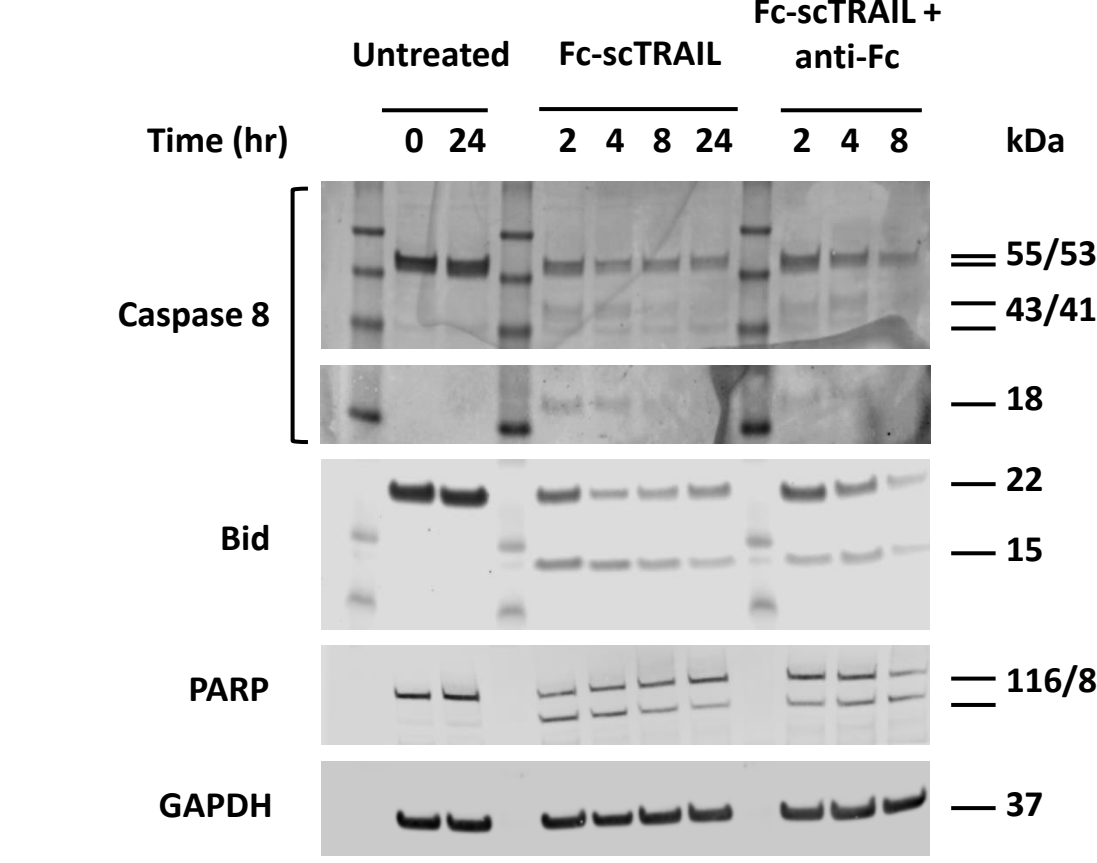 Fc-scTRAIL +
Untreated Fc-scTRAIL anti-Fc
Time (hr) 0 24 2 4 8 24 2 4 8 kDa
55/53
Caspase 8 43/41
18
22
Bid
15
PARP 116/8
GAPDH 37